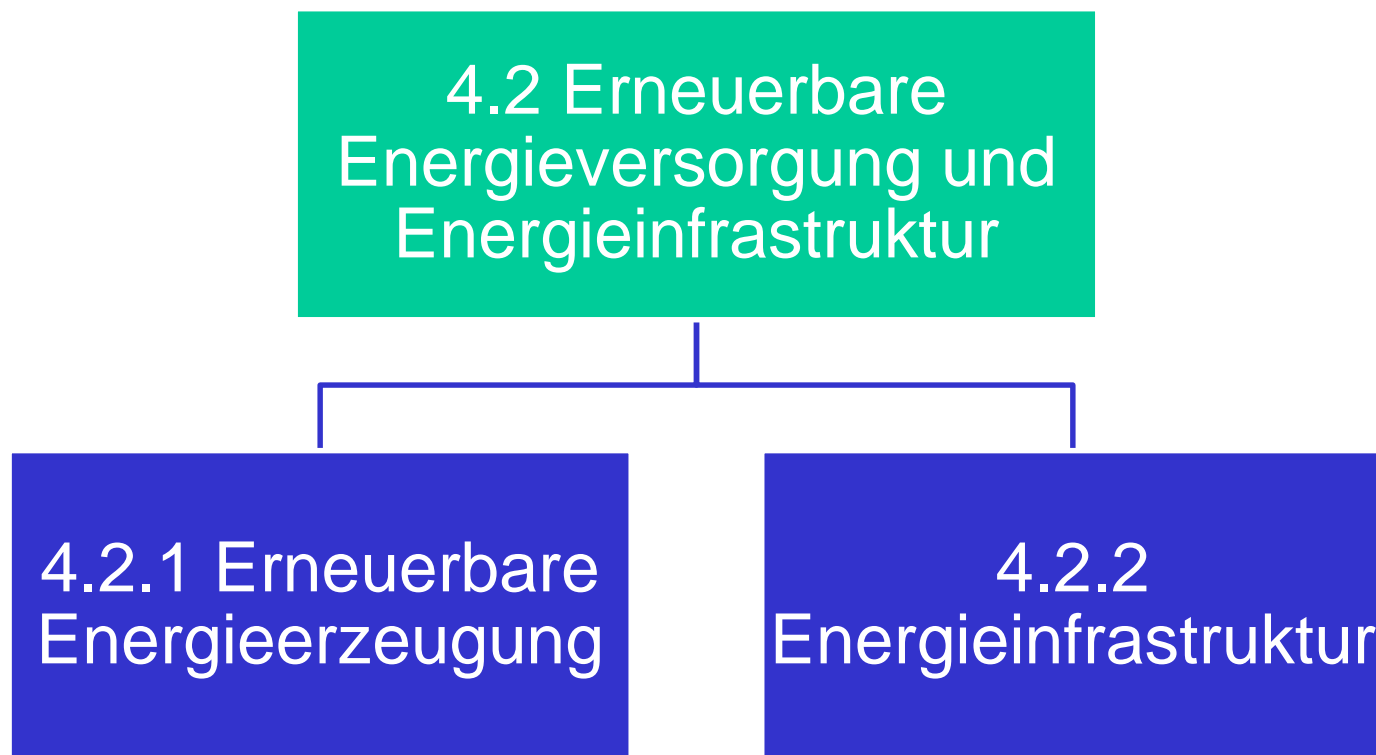 4.2 Erneuerbare
Energieversorgung und
Energieinfrastruktur
4.2.1 Erneuerbare
Energieerzeugung
4.2.2
Energieinfrastruktur